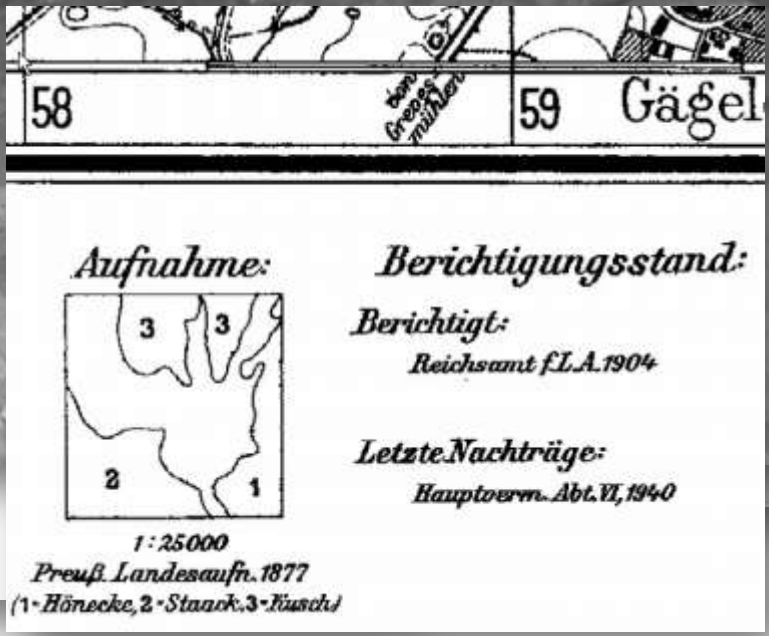 58
von
Greves-
mühlen
59
Gägel
Aufnahme:
3
3
2
1
1:25000
Preuß. Landesaufn. 1877
(1-Hönecke, 2-Staack, 3-Kusch)
Berichtigungsstand:
Berichtigt:
Reichsamt f. L.A. 1904
Letzte Nachträge:
Hauptverm. Abt. VI, 1940